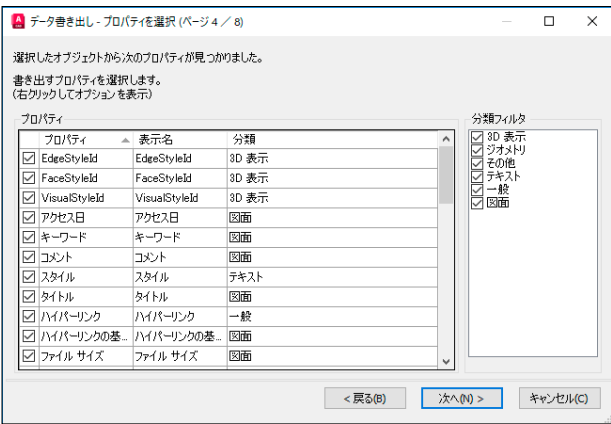 データ書き出し - プロパティを選択 (ページ 4 ／ 8)
選択したオブジェクトから次のプロパティが見つかりました。
書き出すプロパティを選択します。
(右クリックしてオプションを表示)
プロパティ
プロパティ 表示名 分類
EdgeStyleId EdgeStyleId 3D 表示
FaceStyleId FaceStyleId 3D 表示
VisualStyleId VisualStyleId 3D 表示
アクセス日 アクセス日 図面
キーワード キーワード 図面
コメント コメント 図面
スタイル スタイル テキスト
タイトル タイトル 図面
ハイパーリンク ハイパーリンク 一般
ハイパーリンクの基... ハイパーリンクの基... 図面
ファイル サイズ ファイル サイズ 図面
分類フィルタ
3D 表示
ジオメトリ
その他
テキスト
一般
図面
< 戻る(B) 次へ(N) > キャンセル(C)